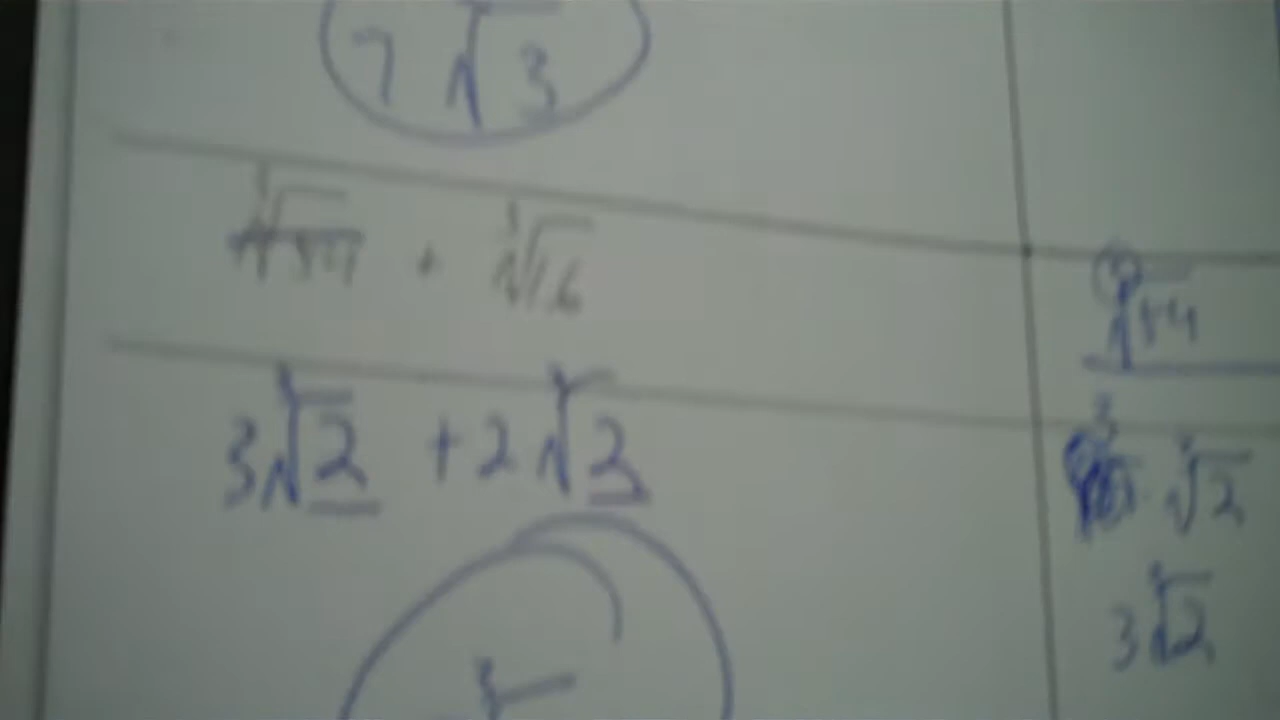 7√3
∛54 + ∛16
3∛2 + 2∛2
∛54
∛2
3∛2